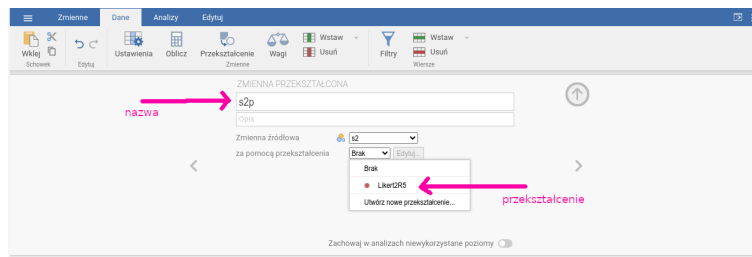 Zmienne Dane Analizy Edytuj
Wklej Ustawienia Oblicz Przekształcenie Wagi Wstaw Usuń Filtry Wstaw Usuń
Schowek Edytuj Zmienne Wiersze
ZMIENNA PRZEKSZTAŁCONA
s2p
nazwa
Opis
Zmienna źródłowa s2
za pomocą przekształcenia Brak Edytuj...
Brak
Likert2R5
przekształcenie
Utwórz nowe przekształcenie...
Zachowaj w analizach niewykorzystane poziomy